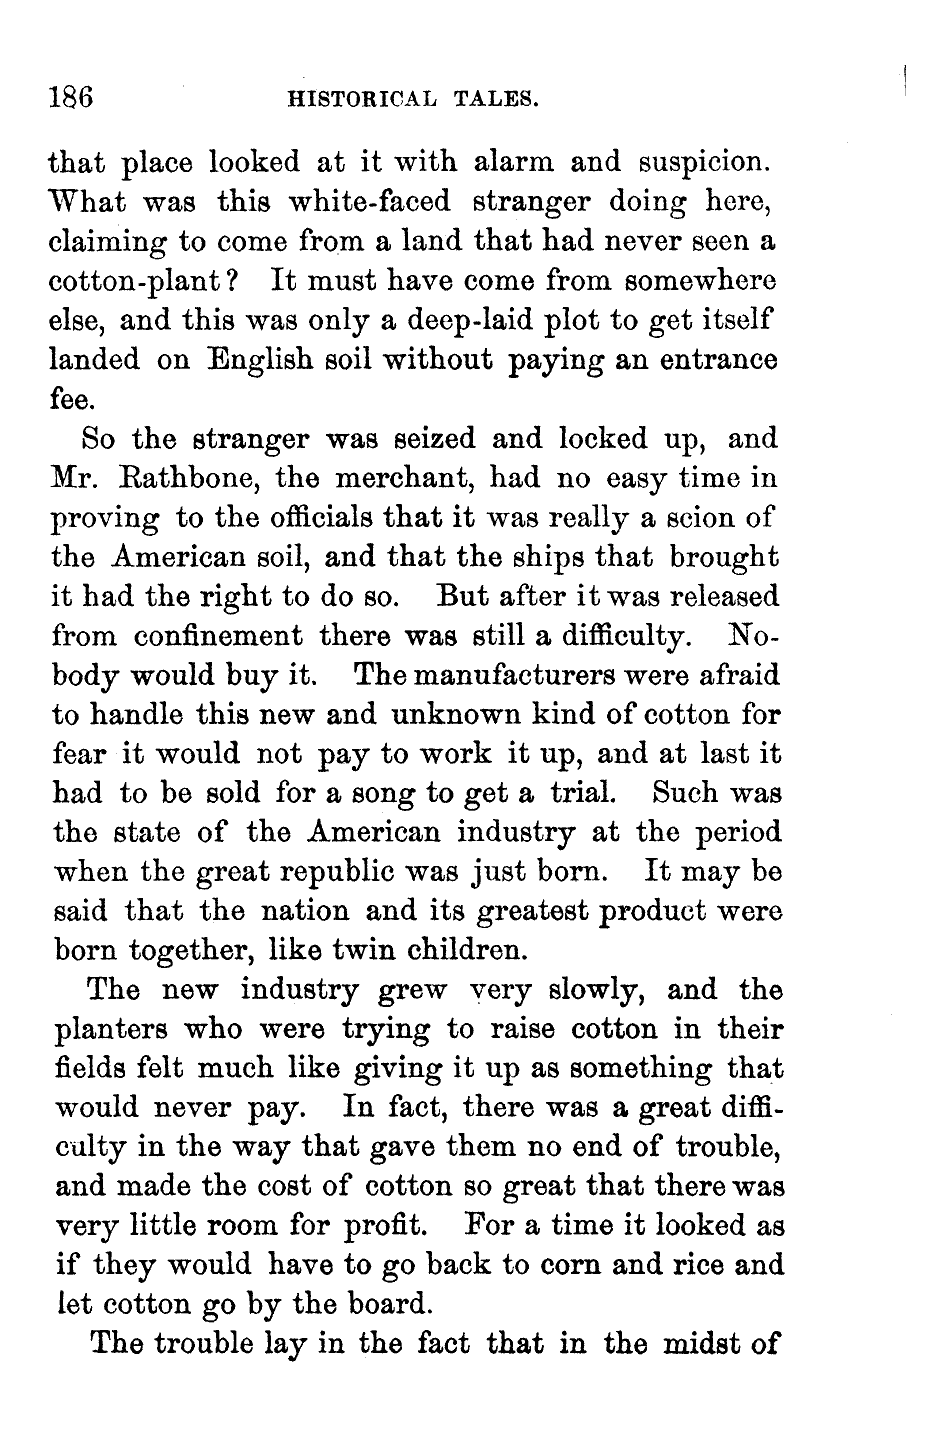 186 HISTORICAL TALES.
that place looked at it with alarm and suspicion.
What was this white-faced stranger doing here,
claiming to come from a land that had never seen a
cotton-plant? It must have come from somewhere
else, and this was only a deep-laid plot to get itself
landed on English soil without paying an entrance
fee.
So the stranger was seized and locked up, and
Mr. Rathbone, the merchant, had no easy time in
proving to the officials that it was really a scion of
the American soil, and that the ships that brought
it had the right to do so. But after it was released
from confinement there was still a difficulty. No-
body would buy it. The manufacturers were afraid
to handle this new and unknown kind of cotton for
fear it would not pay to work it up, and at last it
had to be sold for a song to get a trial. Such was
the state of the American industry at the period
when the great republic was just born. It may be
said that the nation and its greatest product were
born together, like twin children.
The new industry grew very slowly, and the
planters who were trying to raise cotton in their
fields felt much like giving it up as something that
would never pay. In fact, there was a great diffi-
culty in the way that gave them no end of trouble,
and made the cost of cotton so great that there was
very little room for profit. For a time it looked as
if they would have to go back to corn and rice and
let cotton go by the board.
The trouble lay in the fact that in the midst of